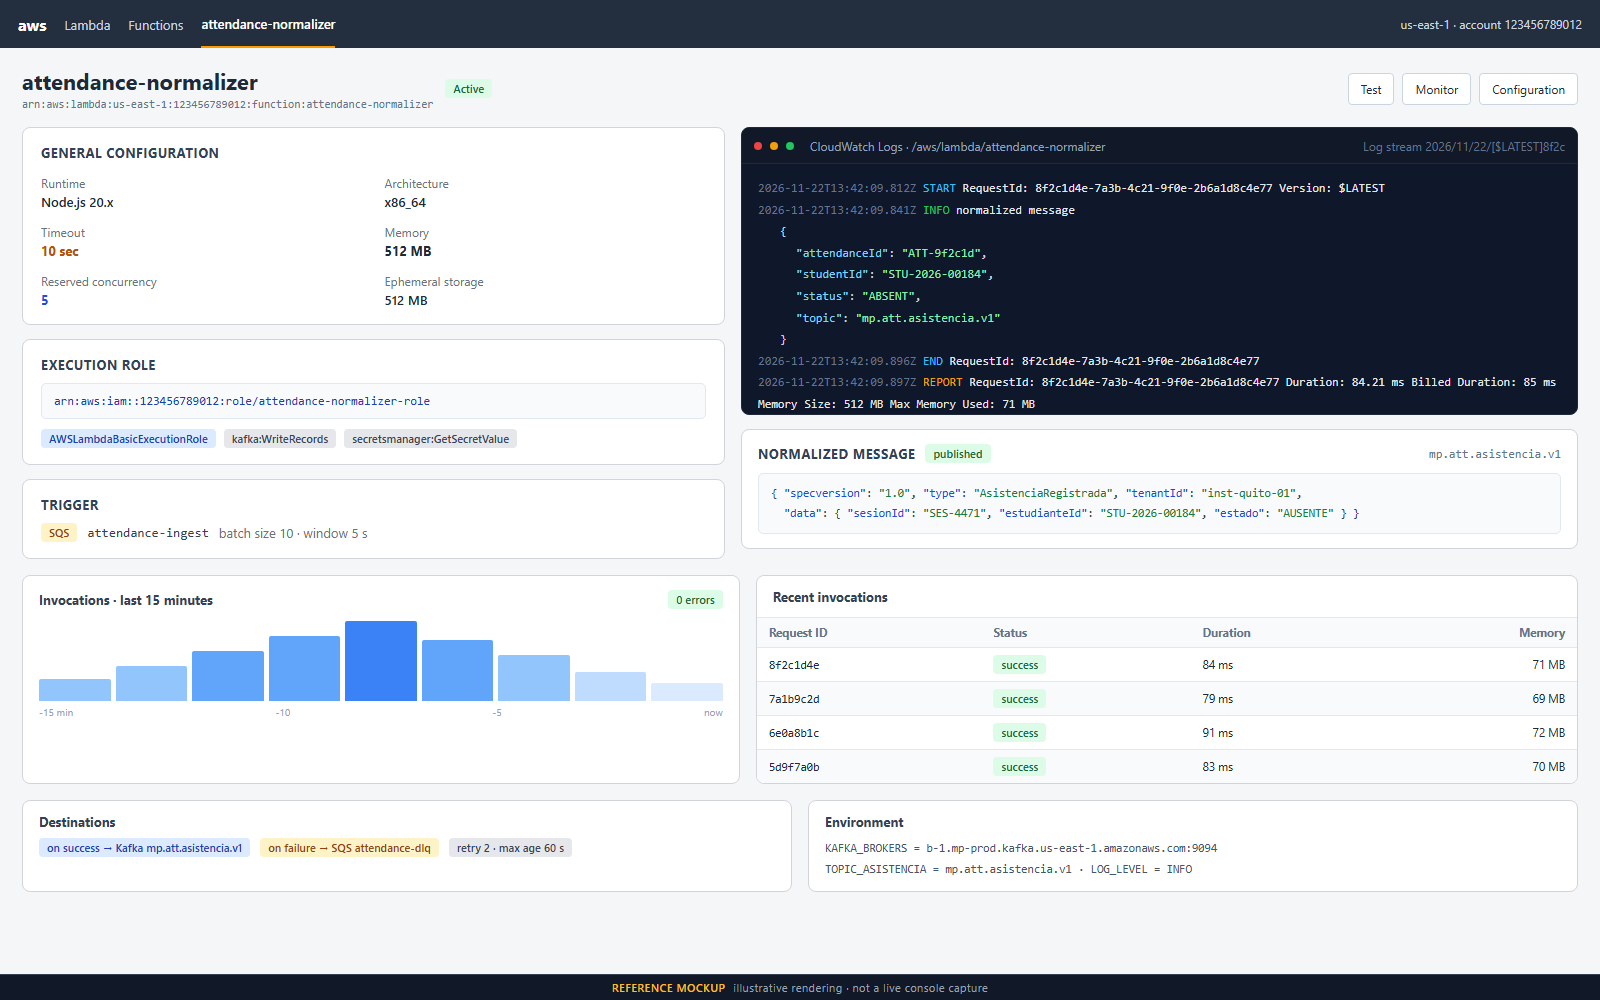 aws Lambda Functions attendance-normalizer us-east-1 · account 123456789012
attendance-normalizer
arn:aws:lambda:us-east-1:123456789012:function:attendance-normalizer
Active
Test Monitor Configuration
GENERAL CONFIGURATION
Runtime Architecture
Node.js 20.x x86_64
Timeout Memory
10 sec 512 MB
Reserved concurrency Ephemeral storage
5 512 MB
EXECUTION ROLE
arn:aws:iam::123456789012:role/attendance-normalizer-role
AWSLambdaBasicExecutionRole kafka:WriteRecords secretsmanager:GetSecretValue
TRIGGER
SQS attendance-ingest batch size 10 · window 5 s
CloudWatch Logs · /aws/lambda/attendance-normalizer Log stream 2026/11/22/[$LATEST]8f2c
2026-11-22T13:42:09.812Z START RequestId: 8f2c1d4e-7a3b-4c21-9f0e-2b6a1d8c4e77 Version: $LATEST
2026-11-22T13:42:09.841Z INFO normalized message
{
"attendanceId": "ATT-9f2c1d",
"studentId": "STU-2026-00184",
"status": "ABSENT",
"topic": "mp.att.asistencia.v1"
}
2026-11-22T13:42:09.896Z END RequestId: 8f2c1d4e-7a3b-4c21-9f0e-2b6a1d8c4e77
2026-11-22T13:42:09.897Z REPORT RequestId: 8f2c1d4e-7a3b-4c21-9f0e-2b6a1d8c4e77 Duration: 84.21 ms Billed Duration: 85 ms
Memory Size: 512 MB Max Memory Used: 71 MB
NORMALIZED MESSAGE published mp.att.asistencia.v1
{ "specversion": "1.0", "type": "AsistenciaRegistrada", "tenantId": "inst-quito-01",
"data": { "sesionId": "SES-4471", "estudianteId": "STU-2026-00184", "estado": "AUSENTE" } }
Invocations · last 15 minutes 0 errors
-15 min -10 -5 now
Recent invocations
Request ID Status Duration Memory
8f2c1d4e success 84 ms 71 MB
7a1b9c2d success 79 ms 69 MB
6e0a8b1c success 91 ms 72 MB
5d9f7a0b success 83 ms 70 MB
Destinations
on success → Kafka mp.att.asistencia.v1 on failure → SQS attendance-dlq retry 2 · max age 60 s
Environment
KAFKA_BROKERS = b-1.mp-prod.kafka.us-east-1.amazonaws.com:9094
TOPIC_ASISTENCIA = mp.att.asistencia.v1 · LOG_LEVEL = INFO
REFERENCE MOCKUP illustrative rendering · not a live console capture